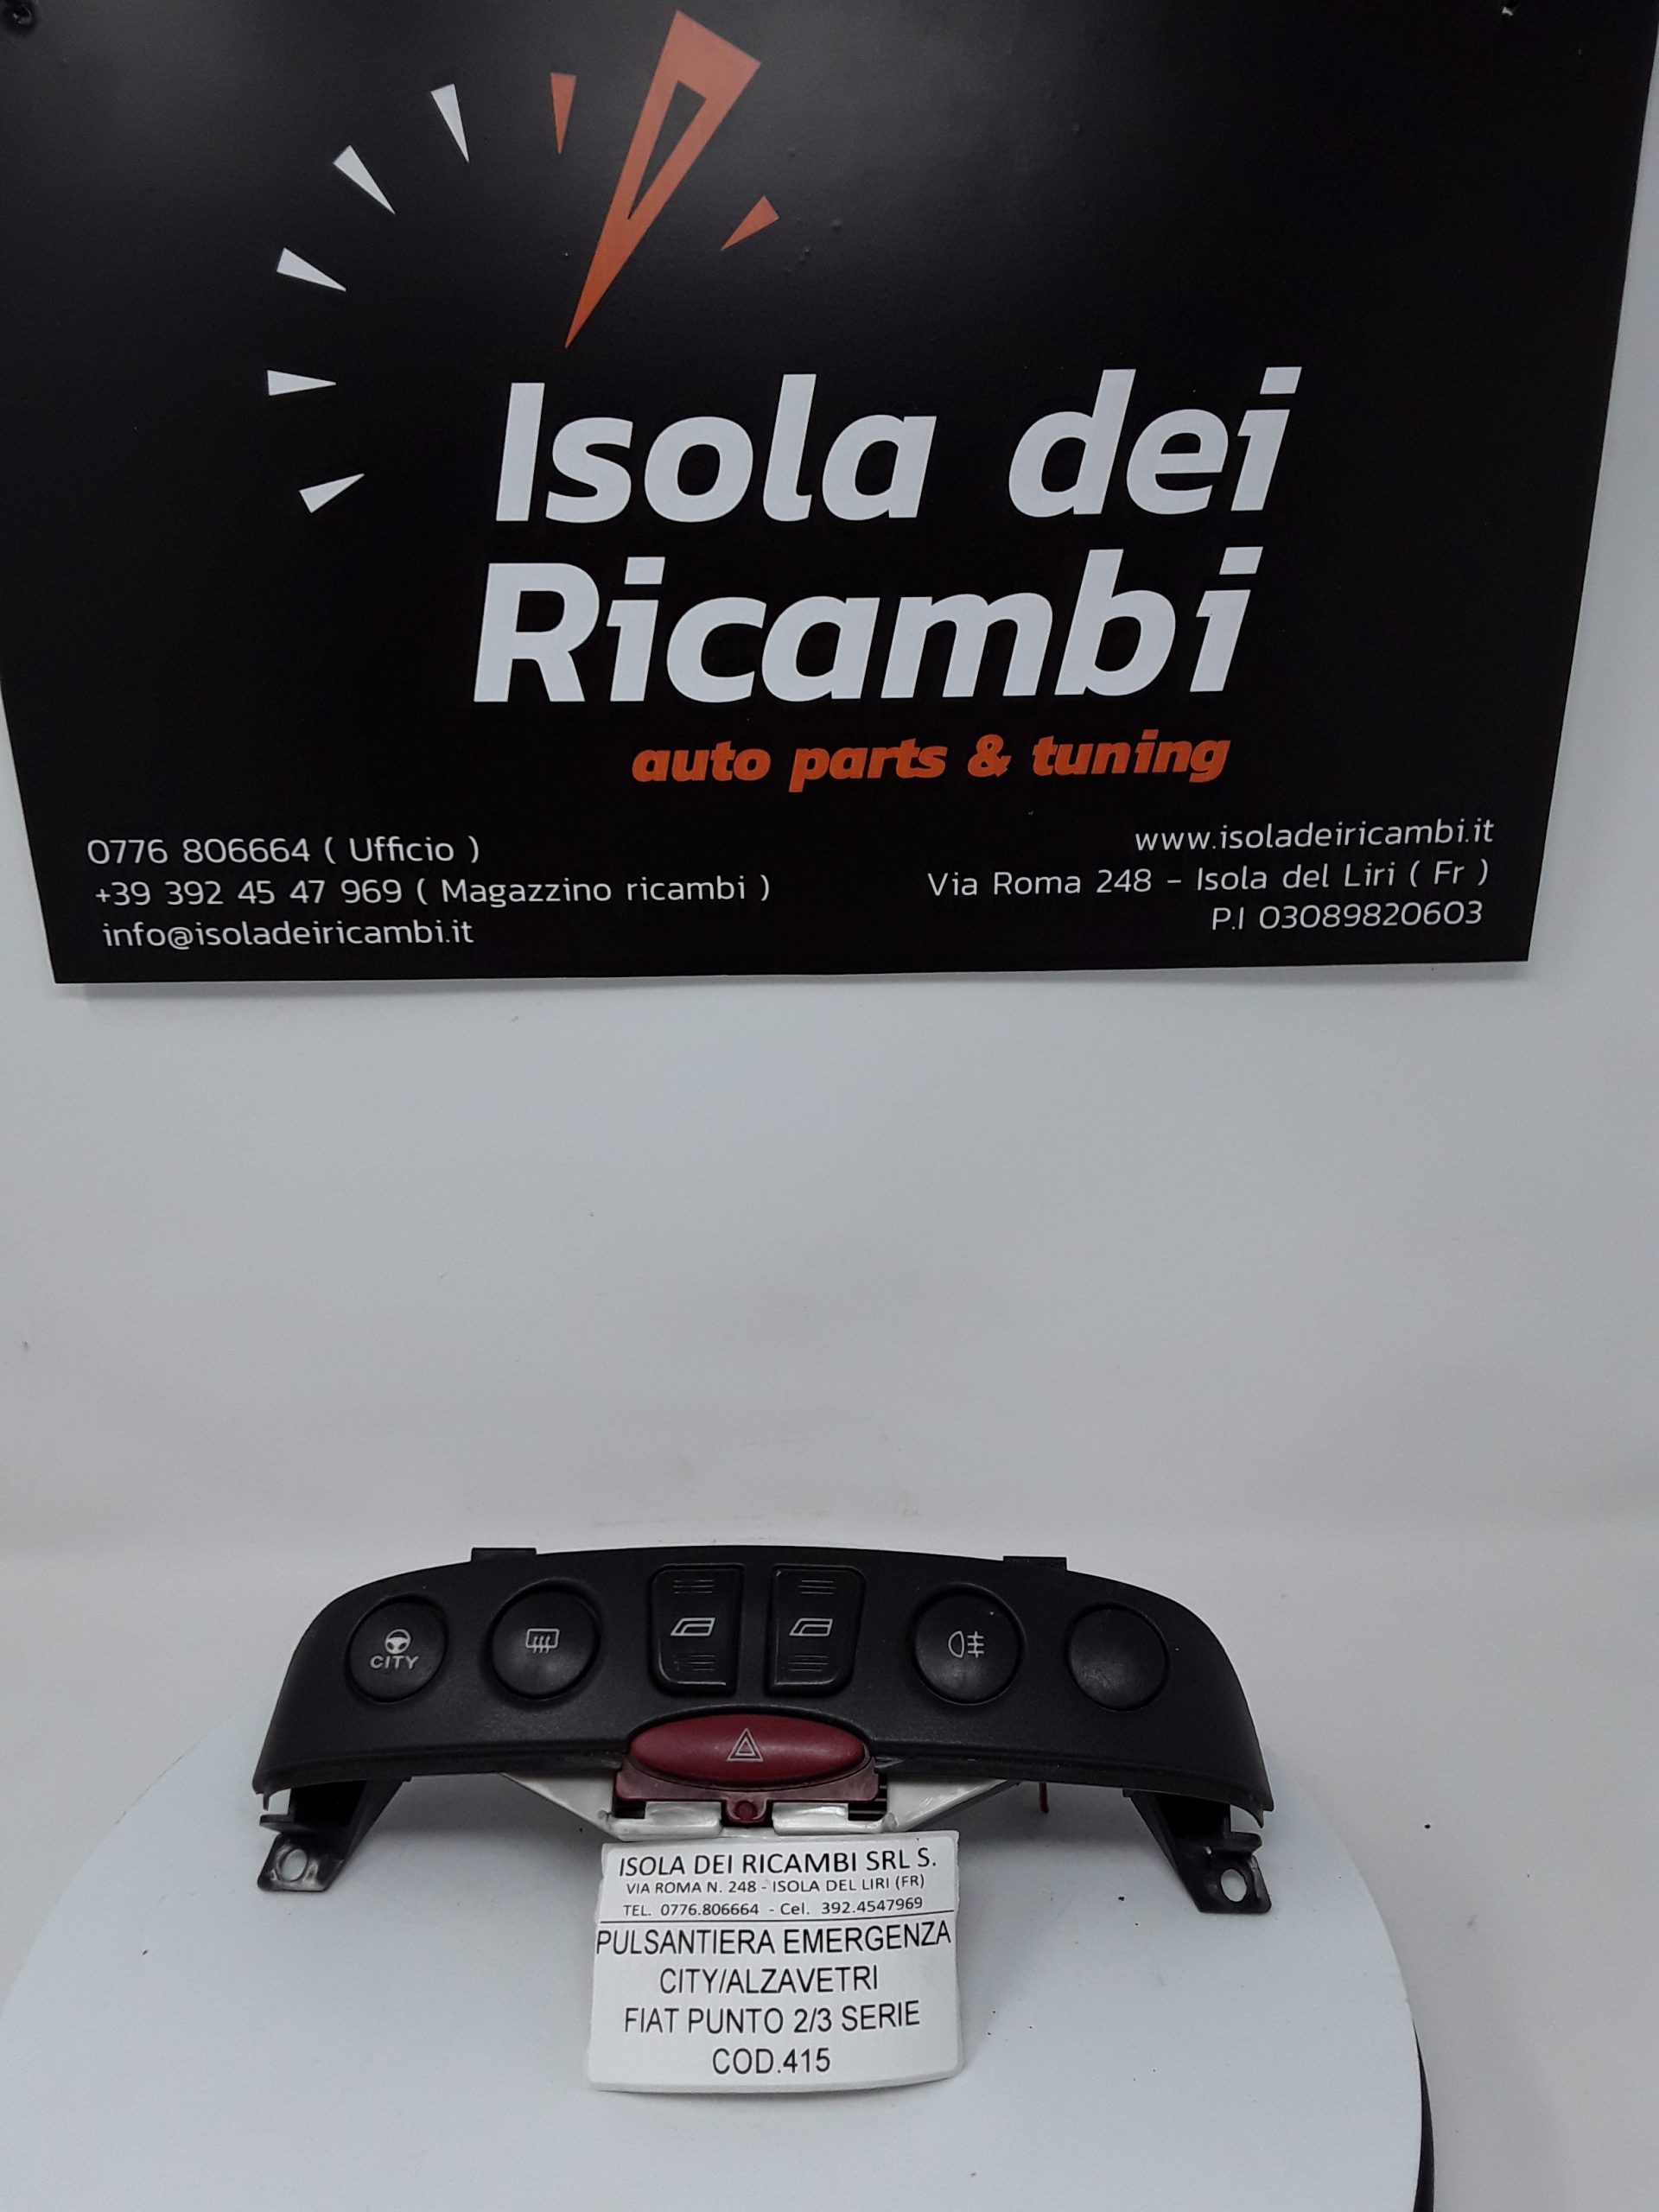 Isola dei
Ricambi
auto parts & tuning
0776 806664 ( Ufficio )
+39 392 45 47 969 ( Magazzino ricambi )
info@isoladeiricambi.it
www.isoladeiricambi.it
Via Roma 248 - Isola del Liri ( Fr )
P.I 03089820603
CITY
ISOLA DEI RICAMBI SRL S.
VIA ROMA N. 248 - ISOLA DEL LIRI (FR)
TEL. 0776.806664 - Cel. 392.4547969
PULSANTIERA EMERGENZA
CITY/ALZAVETRI
FIAT PUNTO 2/3 SERIE
COD.415